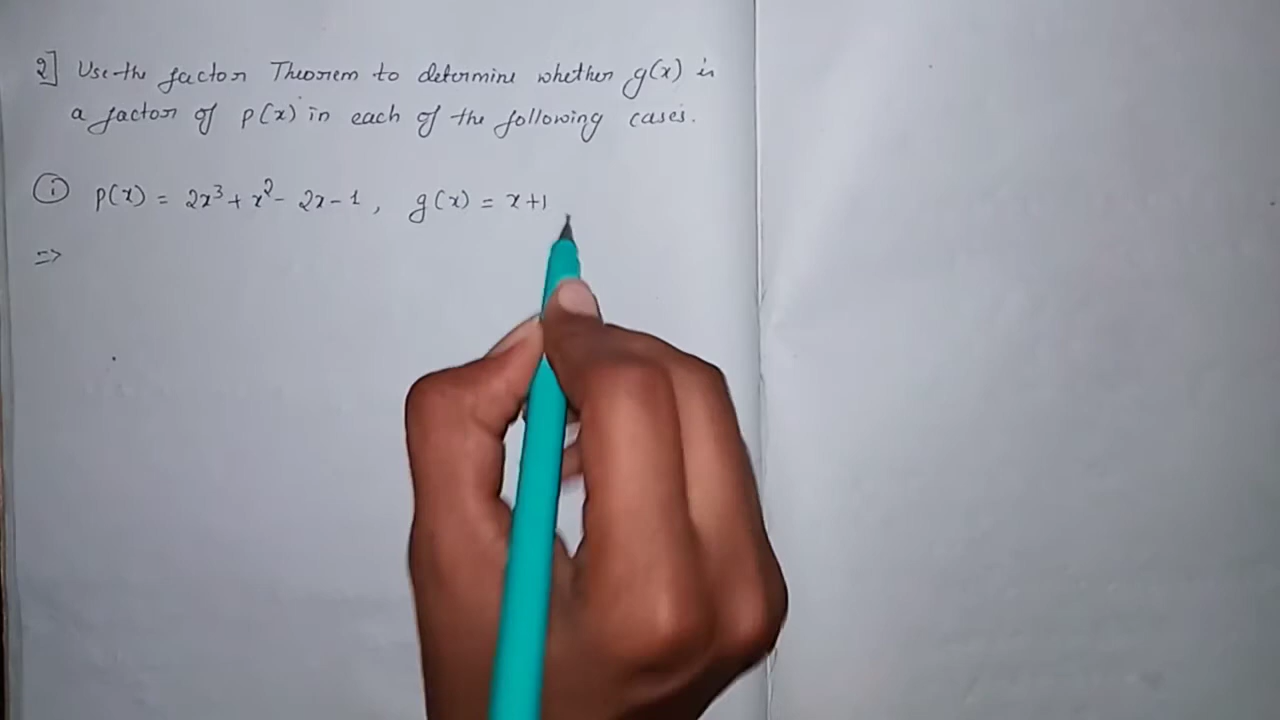 2] Use the factor Theorem to determine whether g(x) is
a factor of p(x) in each of the following cases.
(i) p(x) = 2x³ + x² - 2x - 1 , g(x) = x + 1
=>